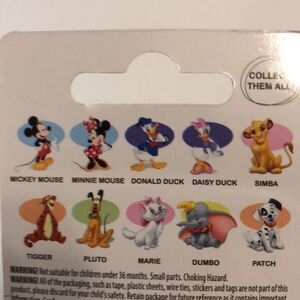 COLLECT
THEM ALL
MICKEY MOUSE MINNIE MOUSE DONALD DUCK DAISY DUCK SIMBA
TIGGER PLUTO MARIE DUMBO PATCH
WARNING! Not suitable for children under 36 months. Small parts. Choking Hazard.
WARNING! All of the packaging, such as tape, plastic sheets, wire ties, stickers and tags are not part of this
product, please discard for your child's safety. Retain package for future reference as it contains